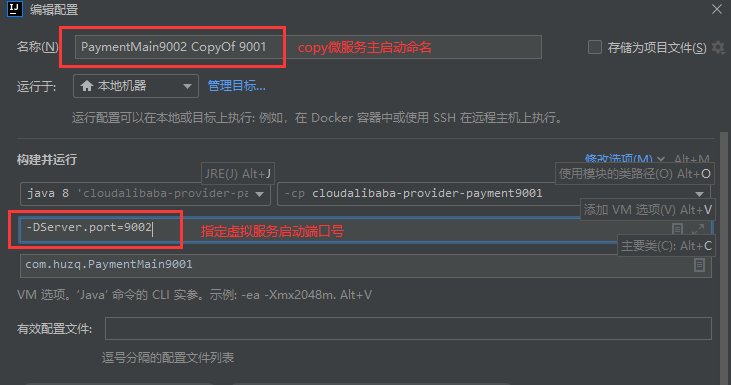 IJ 编辑配置
名称(N) PaymentMain9002 CopyOf 9001 copy微服务主启动命名 存储为项目文件(S)
运行于: 本地机器 管理目标...
运行配置可以在本地或目标上执行: 例如，在 Docker 容器中或使用 SSH 在远程主机上执行。
构建并运行 修改选项(M) Alt+M
JRE(J) Alt+J 使用模块的类路径(O) Alt+O
java 8 'cloudalibaba-provider-pa -cp cloudalibaba-provider-payment9001
添加 VM 选项(V) Alt+V
-DServer.port=9002 指定虚拟服务启动端口号
主要类(C): Alt+C
com.huzq.PaymentMain9001
VM 选项。'Java' 命令的 CLI 实参。示例: -ea -Xmx2048m. Alt+V
有效配置文件:
逗号分隔的配置文件列表